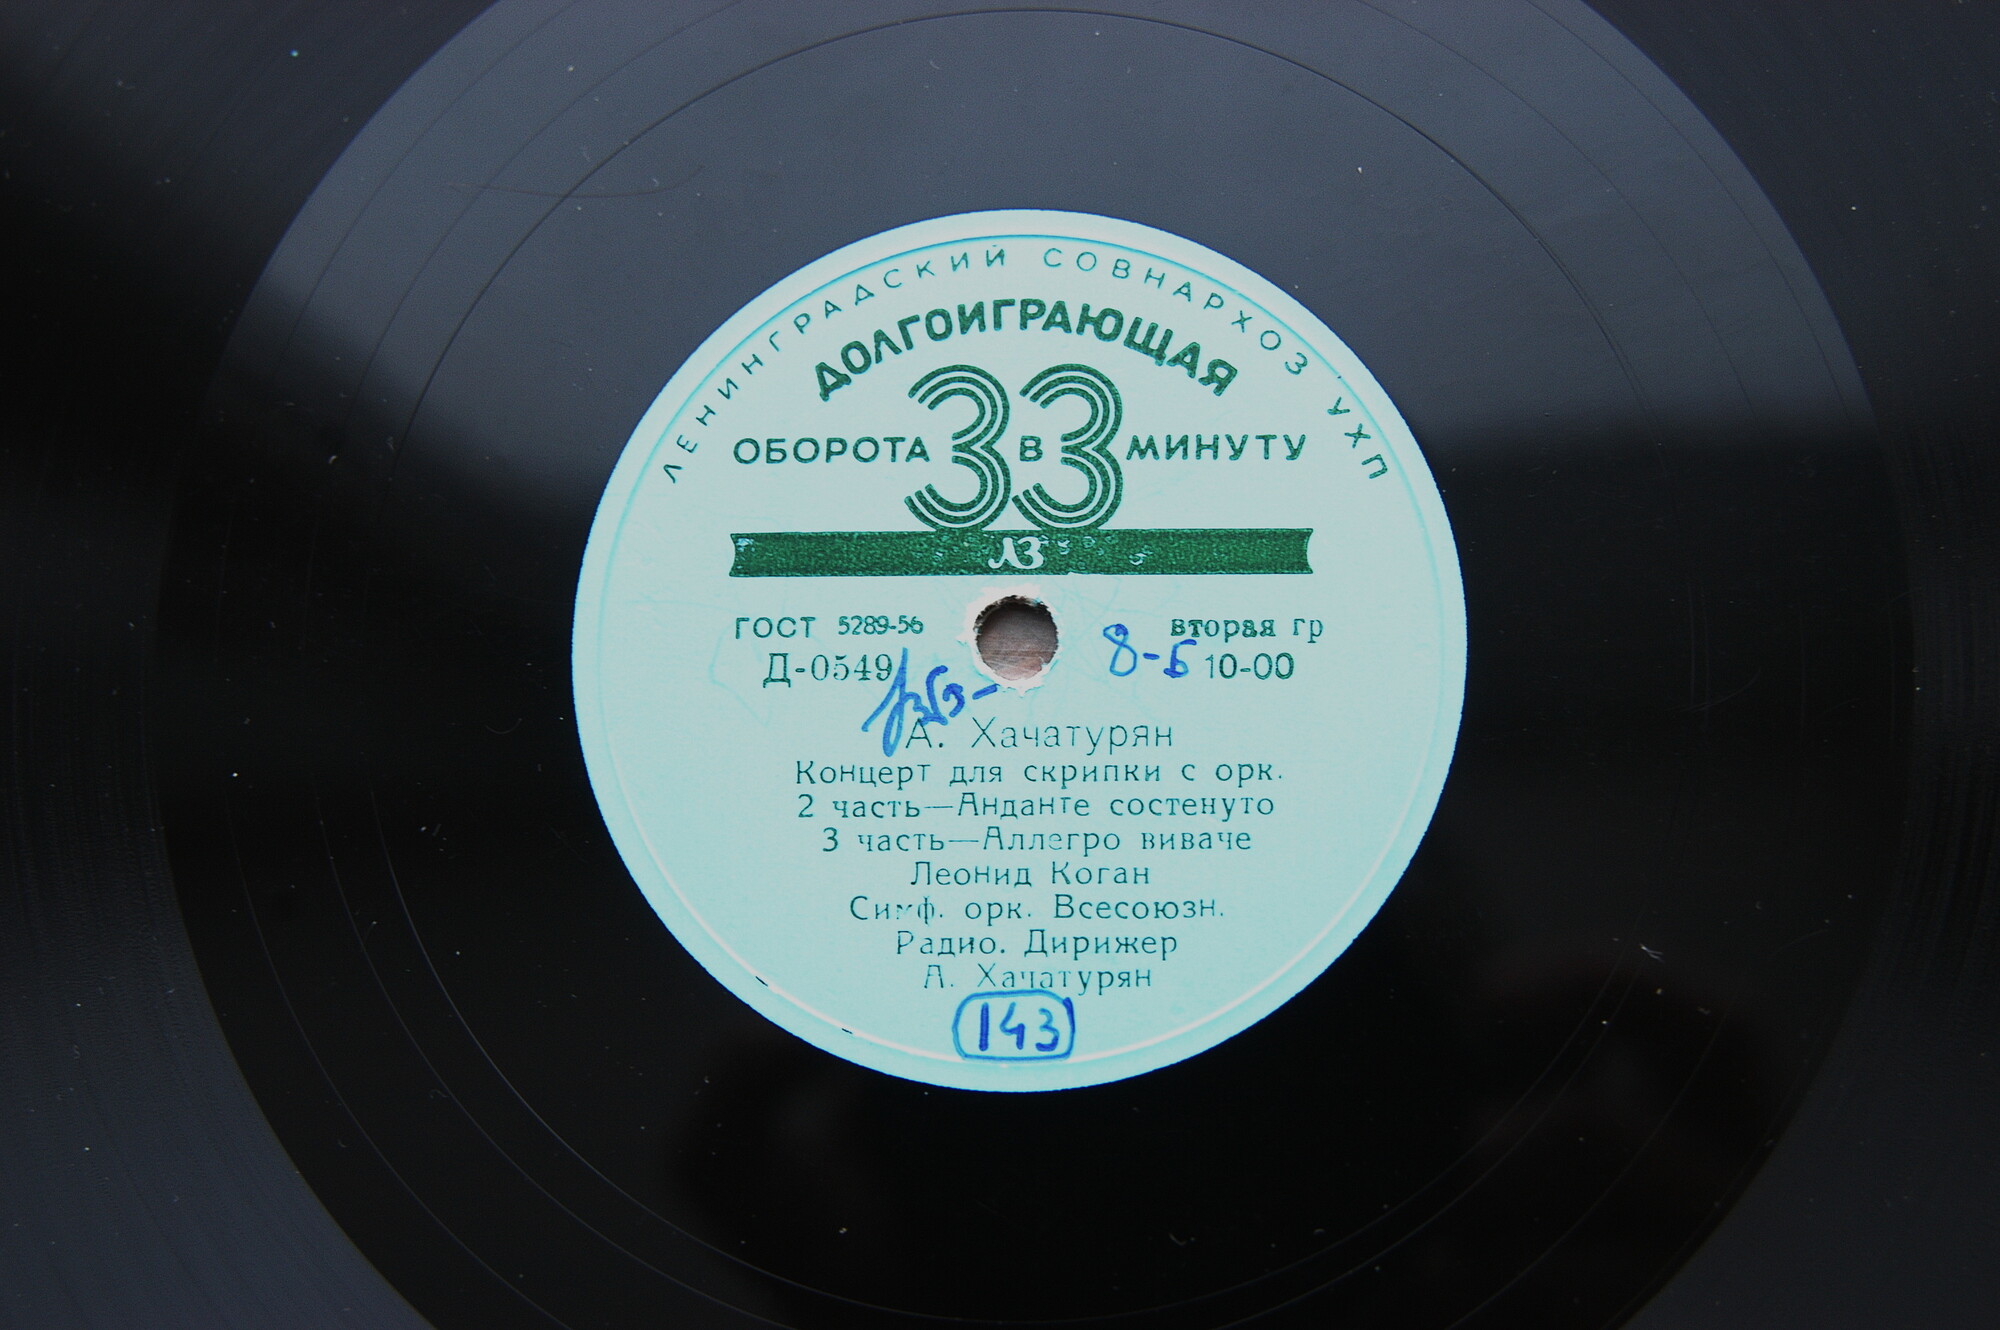 ЛЕНИНГРАДСКИЙ СОВНАРХОЗ УХП
ДОЛГОИГРАЮЩАЯ
33
ОБОРОТА В МИНУТУ
ЛЗ
ГОСТ 5289-56 вторая гр
Д-0549 8-Б 10-00
А. Хачатурян
Концерт для скрипки с орк.
2 часть—Анданте состенуто
3 часть—Аллегро виваче
Леонид Коган
Симф. орк. Всесоюзн.
Радио. Дирижер
А. Хачатурян
143